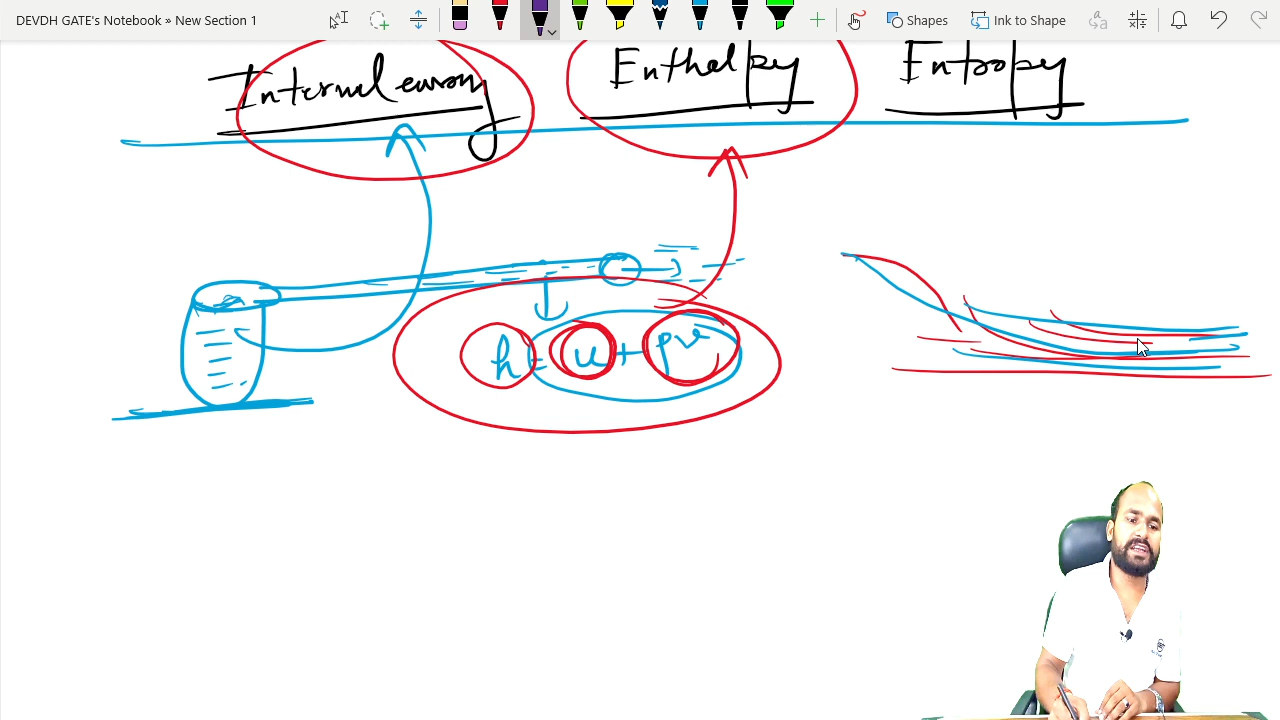 DEVDH GATE's Notebook » New Section 1
Shapes
Ink to Shape
Internal energy Enthalpy Entropy
h = u + pv